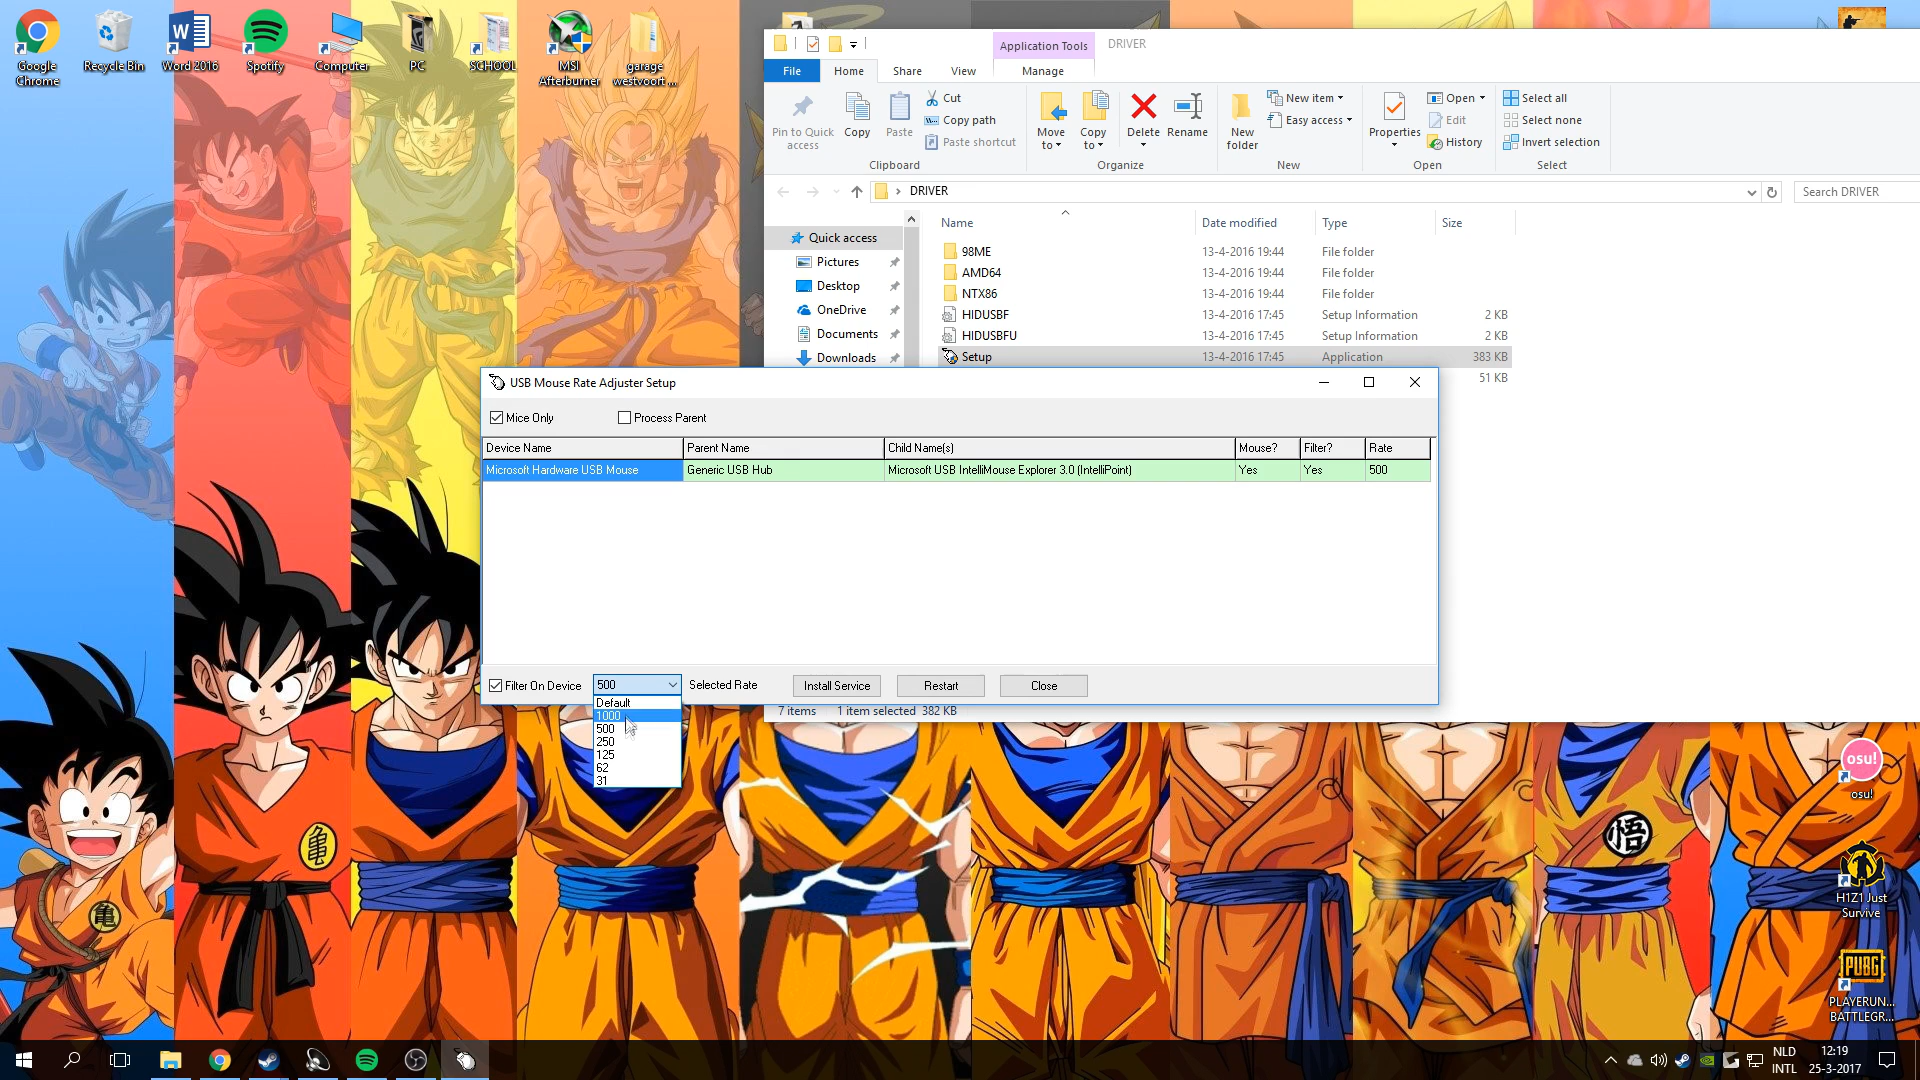 Google
Chrome
Recycle Bin
Word 2016
Spotify
Computer
PC
SCHOOL
MSI
Afterburner
garage
westvoort ...
Application Tools
DRIVER
File
Home
Share
View
Manage
Pin to Quick
access
Copy
Paste
Cut
Copy path
Paste shortcut
Clipboard
Move
to
Copy
to
Delete
Rename
Organize
New
folder
New item
Easy access
New
Properties
Open
Edit
History
Open
Select all
Select none
Invert selection
Select
DRIVER
Search DRIVER
Quick access
Pictures
Desktop
OneDrive
Documents
Downloads
Name
Date modified
Type
Size
98ME 13-4-2016 19:44 File folder
AMD64 13-4-2016 19:44 File folder
NTX86 13-4-2016 19:44 File folder
HIDUSBF 13-4-2016 17:45 Setup Information 2 KB
HIDUSBFU 13-4-2016 17:45 Setup Information 2 KB
Setup 13-4-2016 17:45 Application 383 KB
51 KB
USB Mouse Rate Adjuster Setup
Mice Only
Process Parent
Device Name Parent Name Child Name(s) Mouse? Filter? Rate
Microsoft Hardware USB Mouse Generic USB Hub Microsoft USB IntelliMouse Explorer 3.0 (IntelliPoint) Yes Yes 500
Filter On Device
500
Selected Rate
Install Service
Restart
Close
Default
1000
500
250
125
62
31
7 items 1 item selected 382 KB
亀
亀
悟
osu!
osu!
H1Z1 Just
Survive
PUBG
PLAYERUN...
BATTLEGR...
NLD
INTL
12:19
25-3-2017